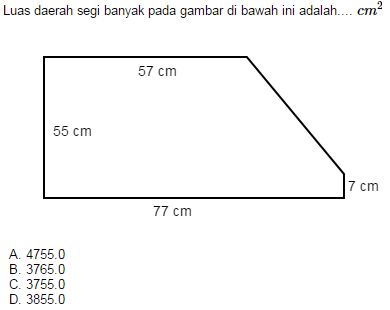 Luas daerah segi banyak pada gambar di bawah ini adalah.... cm²
57 cm
55 cm
7 cm
77 cm
A. 4755.0
B. 3765.0
C. 3755.0
D. 3855.0